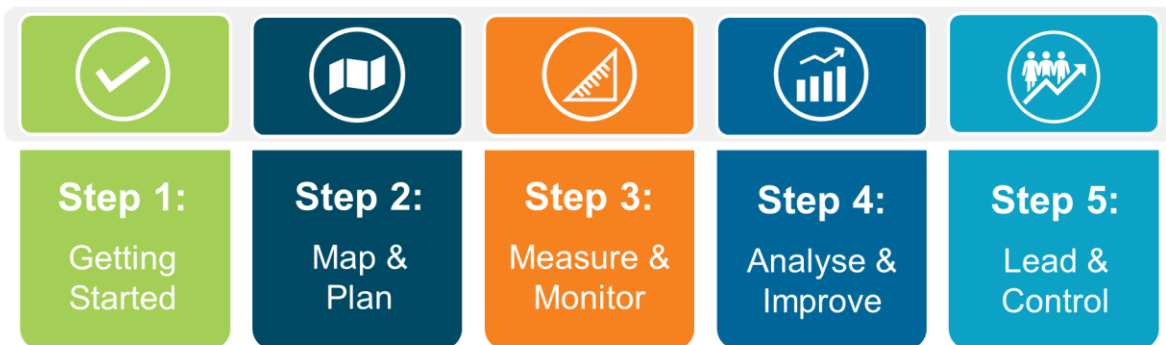 Step 1:
Getting
Started
Step 2:
Map &
Plan
Step 3:
Measure &
Monitor
Step 4:
Analyse &
Improve
Step 5:
Lead &
Control